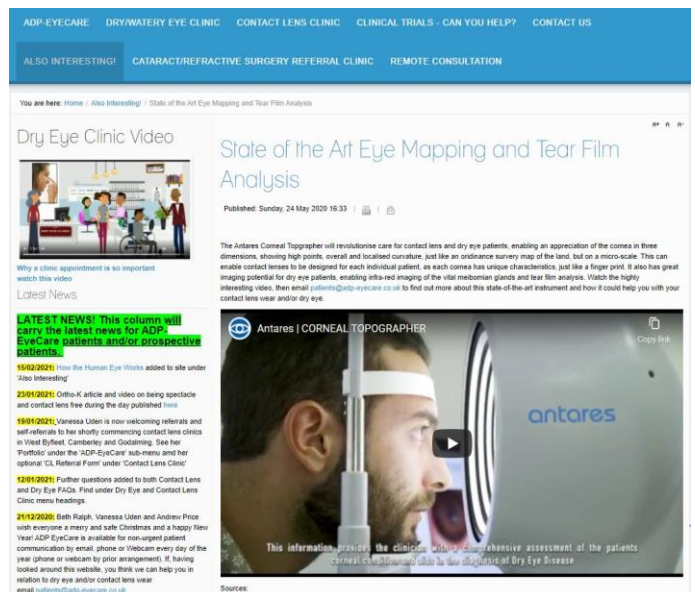 ADP-EYECARE DRY/WATERY EYE CLINIC CONTACT LENS CLINIC CLINICAL TRIALS - CAN YOU HELP? CONTACT US
ALSO INTERESTING! CATARACT/REFRACTIVE SURGERY REFERRAL CLINIC REMOTE CONSULTATION
You are here: Home / Also Interesting! / State of the Art Eye Mapping and Tear Film Analysis
A+ A A-
Dry Eye Clinic Video
Why a clinic appointment is so important
watch this video
Latest News
LATEST NEWS! This column will
carry the latest news for ADP-
EyeCare patients and/or prospective
patients.
15/02/2021: How the Human Eye Works added to site under
'Also Interesting'
23/01/2021: Ortho-K article and video on being spectacle
and contact lens free during the day published here
19/01/2021: Vanessa Uden is now welcoming referrals and
self-referrals to her shortly commencing contact lens clinics
in West Byfleet, Camberley and Godalming. See her
'Portfolio' under the 'ADP-EyeCare' sub-menu amd her
optional 'CL Referral Form' under 'Contact Lens Clinic'
12/01/2021: Further questions added to both Contact Lens
and Dry Eye FAQs. Find under Dry Eye and Contact Lens
Clinic menu headings.
21/12/2020: Beth Ralph, Vanessa Uden and Andrew Price
wish everyone a merry and safe Christmas and a happy New
Year! ADP EyeCare is available for non-urgent patient
communication by email, phone or Webcam every day of the
year (phone or webcam by prior arrangement). If, having
looked around this website, you think we can help you in
relation to dry eye and/or contact lens wear
email patients@adp-eyecare.co.uk
State of the Art Eye Mapping and Tear Film
Analysis
Published: Sunday, 24 May 2020 16:33
The Antares Corneal Topgrapher will revolutionise care for contact lens and dry eye patients, enabling an appreciation of the cornea in three
dimensions, showing high points, overall and localised curvature, just like an oridinance survery map of the land, but on a micro-scale. This can
enable contact lenses to be designed for each individual patient, as each cornea has unique characteristics, just like a finger print. It also has great
imaging potential for dry eye patients, enabling infra-red imaging of the vital meibomian glands and tear film analysis. Watch the highly
interesting video, then email patients@adp-eyecare.co.uk to find out more about this state-of-the-art instrument and how it could help you with your
contact lens wear and/or dry eye.
Antares | CORNEAL TOPOGRAPHER
Copy link
antares
This information provides the clinician with a comprehensive assessment of the patients
corneal condition and aids in the diagnosis of Dry Eye Disease
Sources: